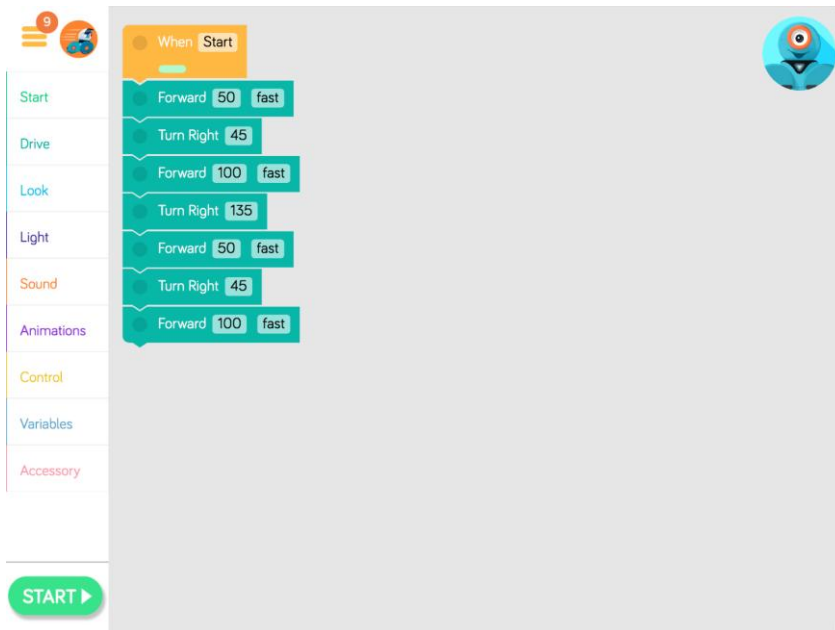 9
When Start
Start
Forward 50 fast
Drive
Turn Right 45
Forward 100 fast
Look
Turn Right 135
Light
Forward 50 fast
Sound
Turn Right 45
Animations
Forward 100 fast
Control
Variables
Accessory
START